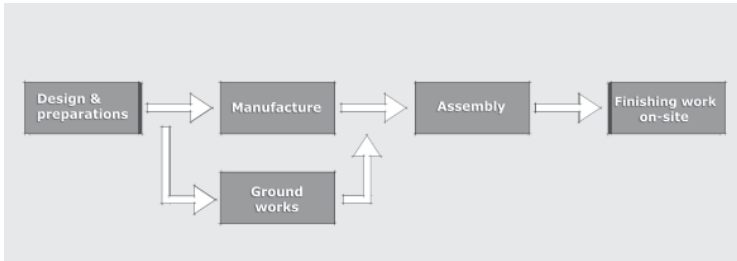 Design &
preparations
Manufacture
Assembly
Finishing work
on-site
Ground
works